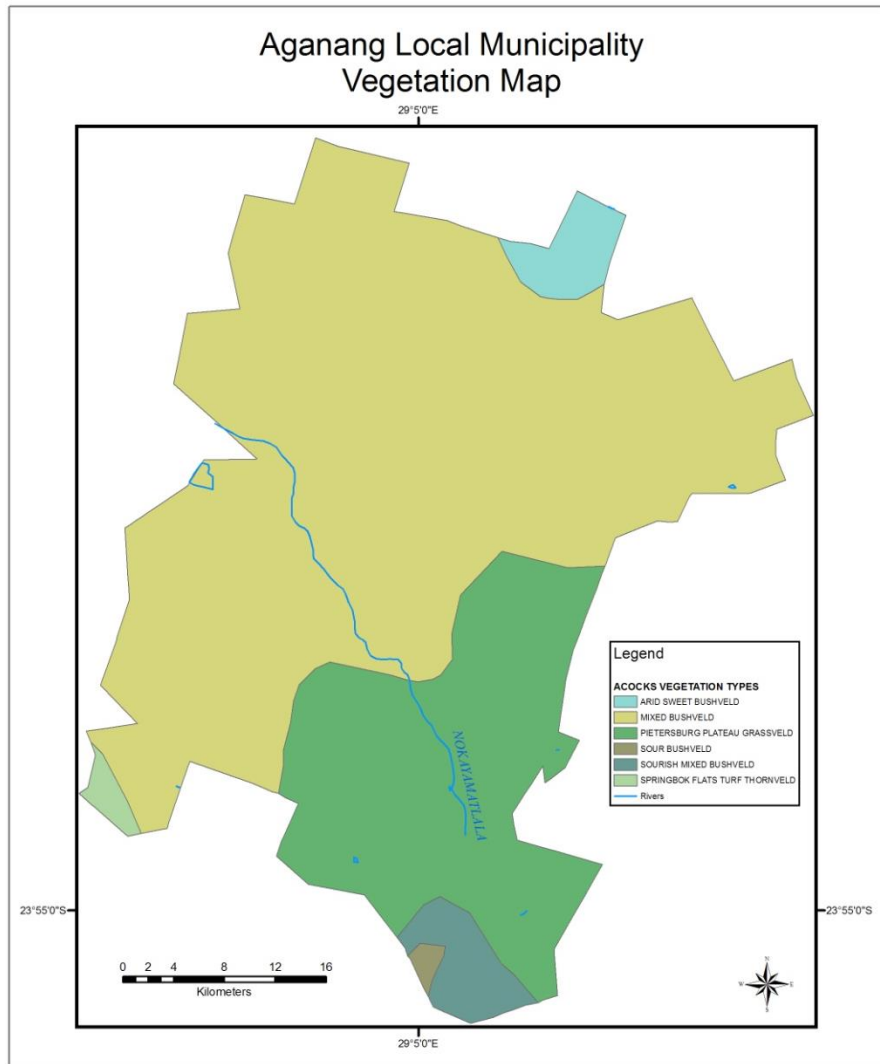 Aganang Local Municipality
Vegetation Map
29°5'0"E
Legend
ACOCKS VEGETATION TYPES
ARID SWEET BUSHVELD
MIXED BUSHVELD
PIETERSBURG PLATEAU GRASSVELD
SOUR BUSHVELD
SOURISH MIXED BUSHVELD
SPRINGBOK FLATS TURF THORNVELD
Rivers
NOKAYAMATLALA
23°55'0"S
23°55'0"S
0 2 4 8 12 16
Kilometers
N
W
E
S
29°5'0"E